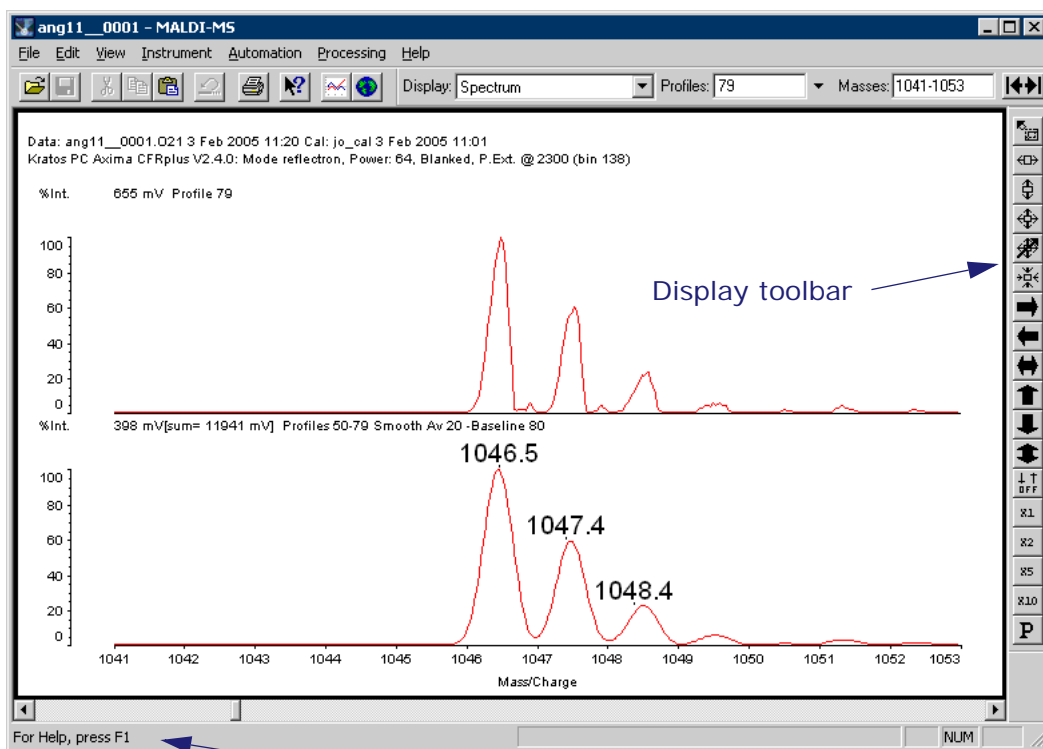 ang11__0001 - MALDI-MS
File Edit View Instrument Automation Processing Help
Display: Spectrum Profiles: 79 Masses: 1041-1053
Data: ang11__0001.O21 3 Feb 2005 11:20 Cal: jo_cal 3 Feb 2005 11:01
Kratos PC Axima CFRplus V2.4.0: Mode reflectron, Power: 64, Blanked, P.Ext. @ 2300 (bin 138)
%Int. 655 mV Profile 79
100
80
60
40
20
0
Display toolbar
%Int. 398 mV[sum= 11941 mV] Profiles 50-79 Smooth Av 20 -Baseline 80
1046.5
1047.4
1048.4
100
80
60
40
20
0
1041 1042 1043 1044 1045 1046 1047 1048 1049 1050 1051 1052 1053
Mass/Charge
OFF
X1
X2
X5
X10
P
For Help, press F1 NUM